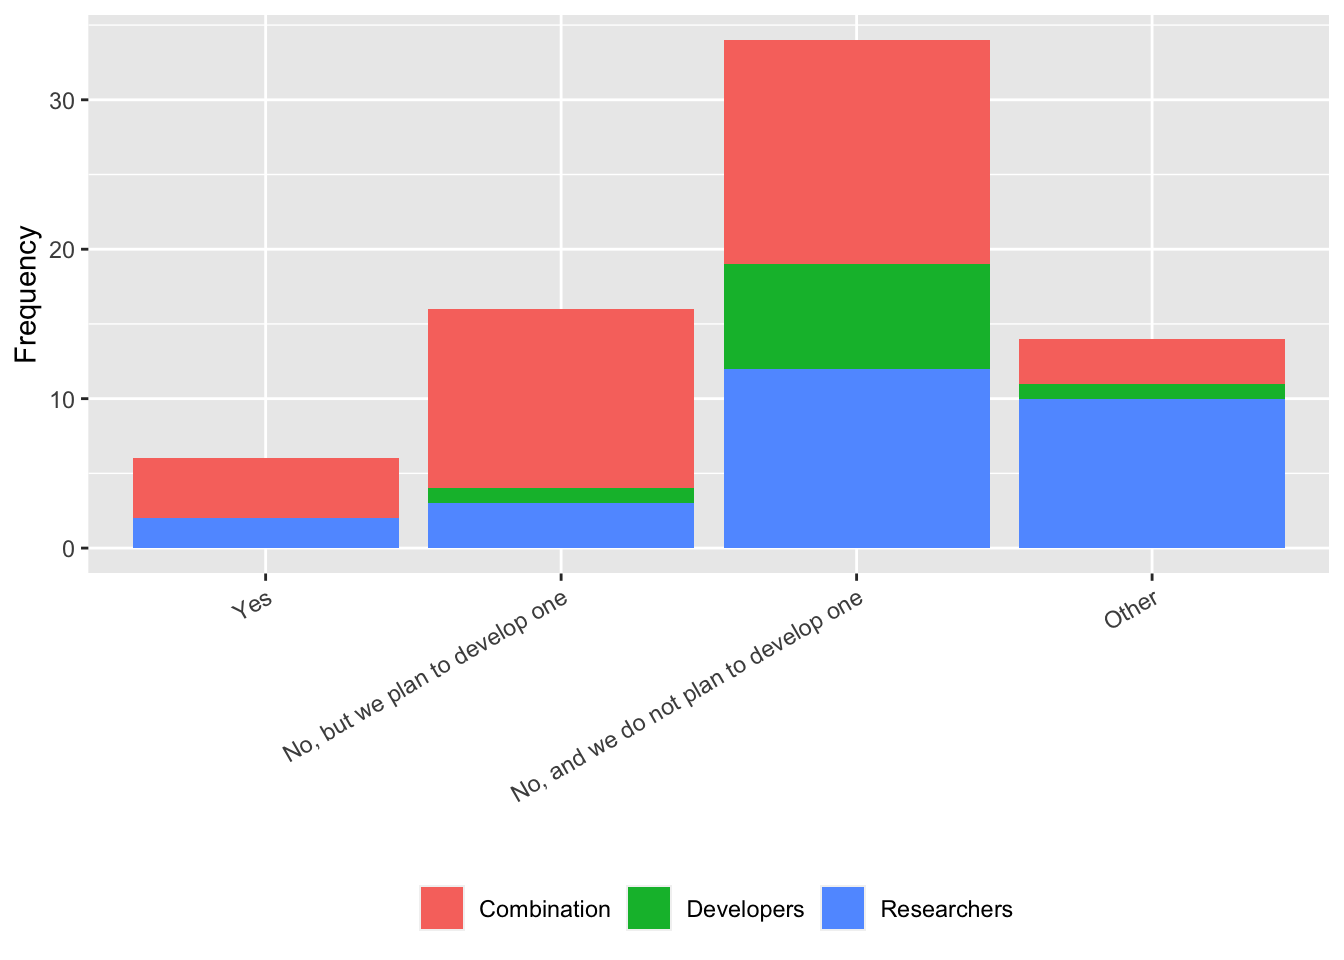 Frequency
30
20
10
0
Yes
No, but we plan to develop one
No, and we do not plan to develop one
Other
Combination
Developers
Researchers